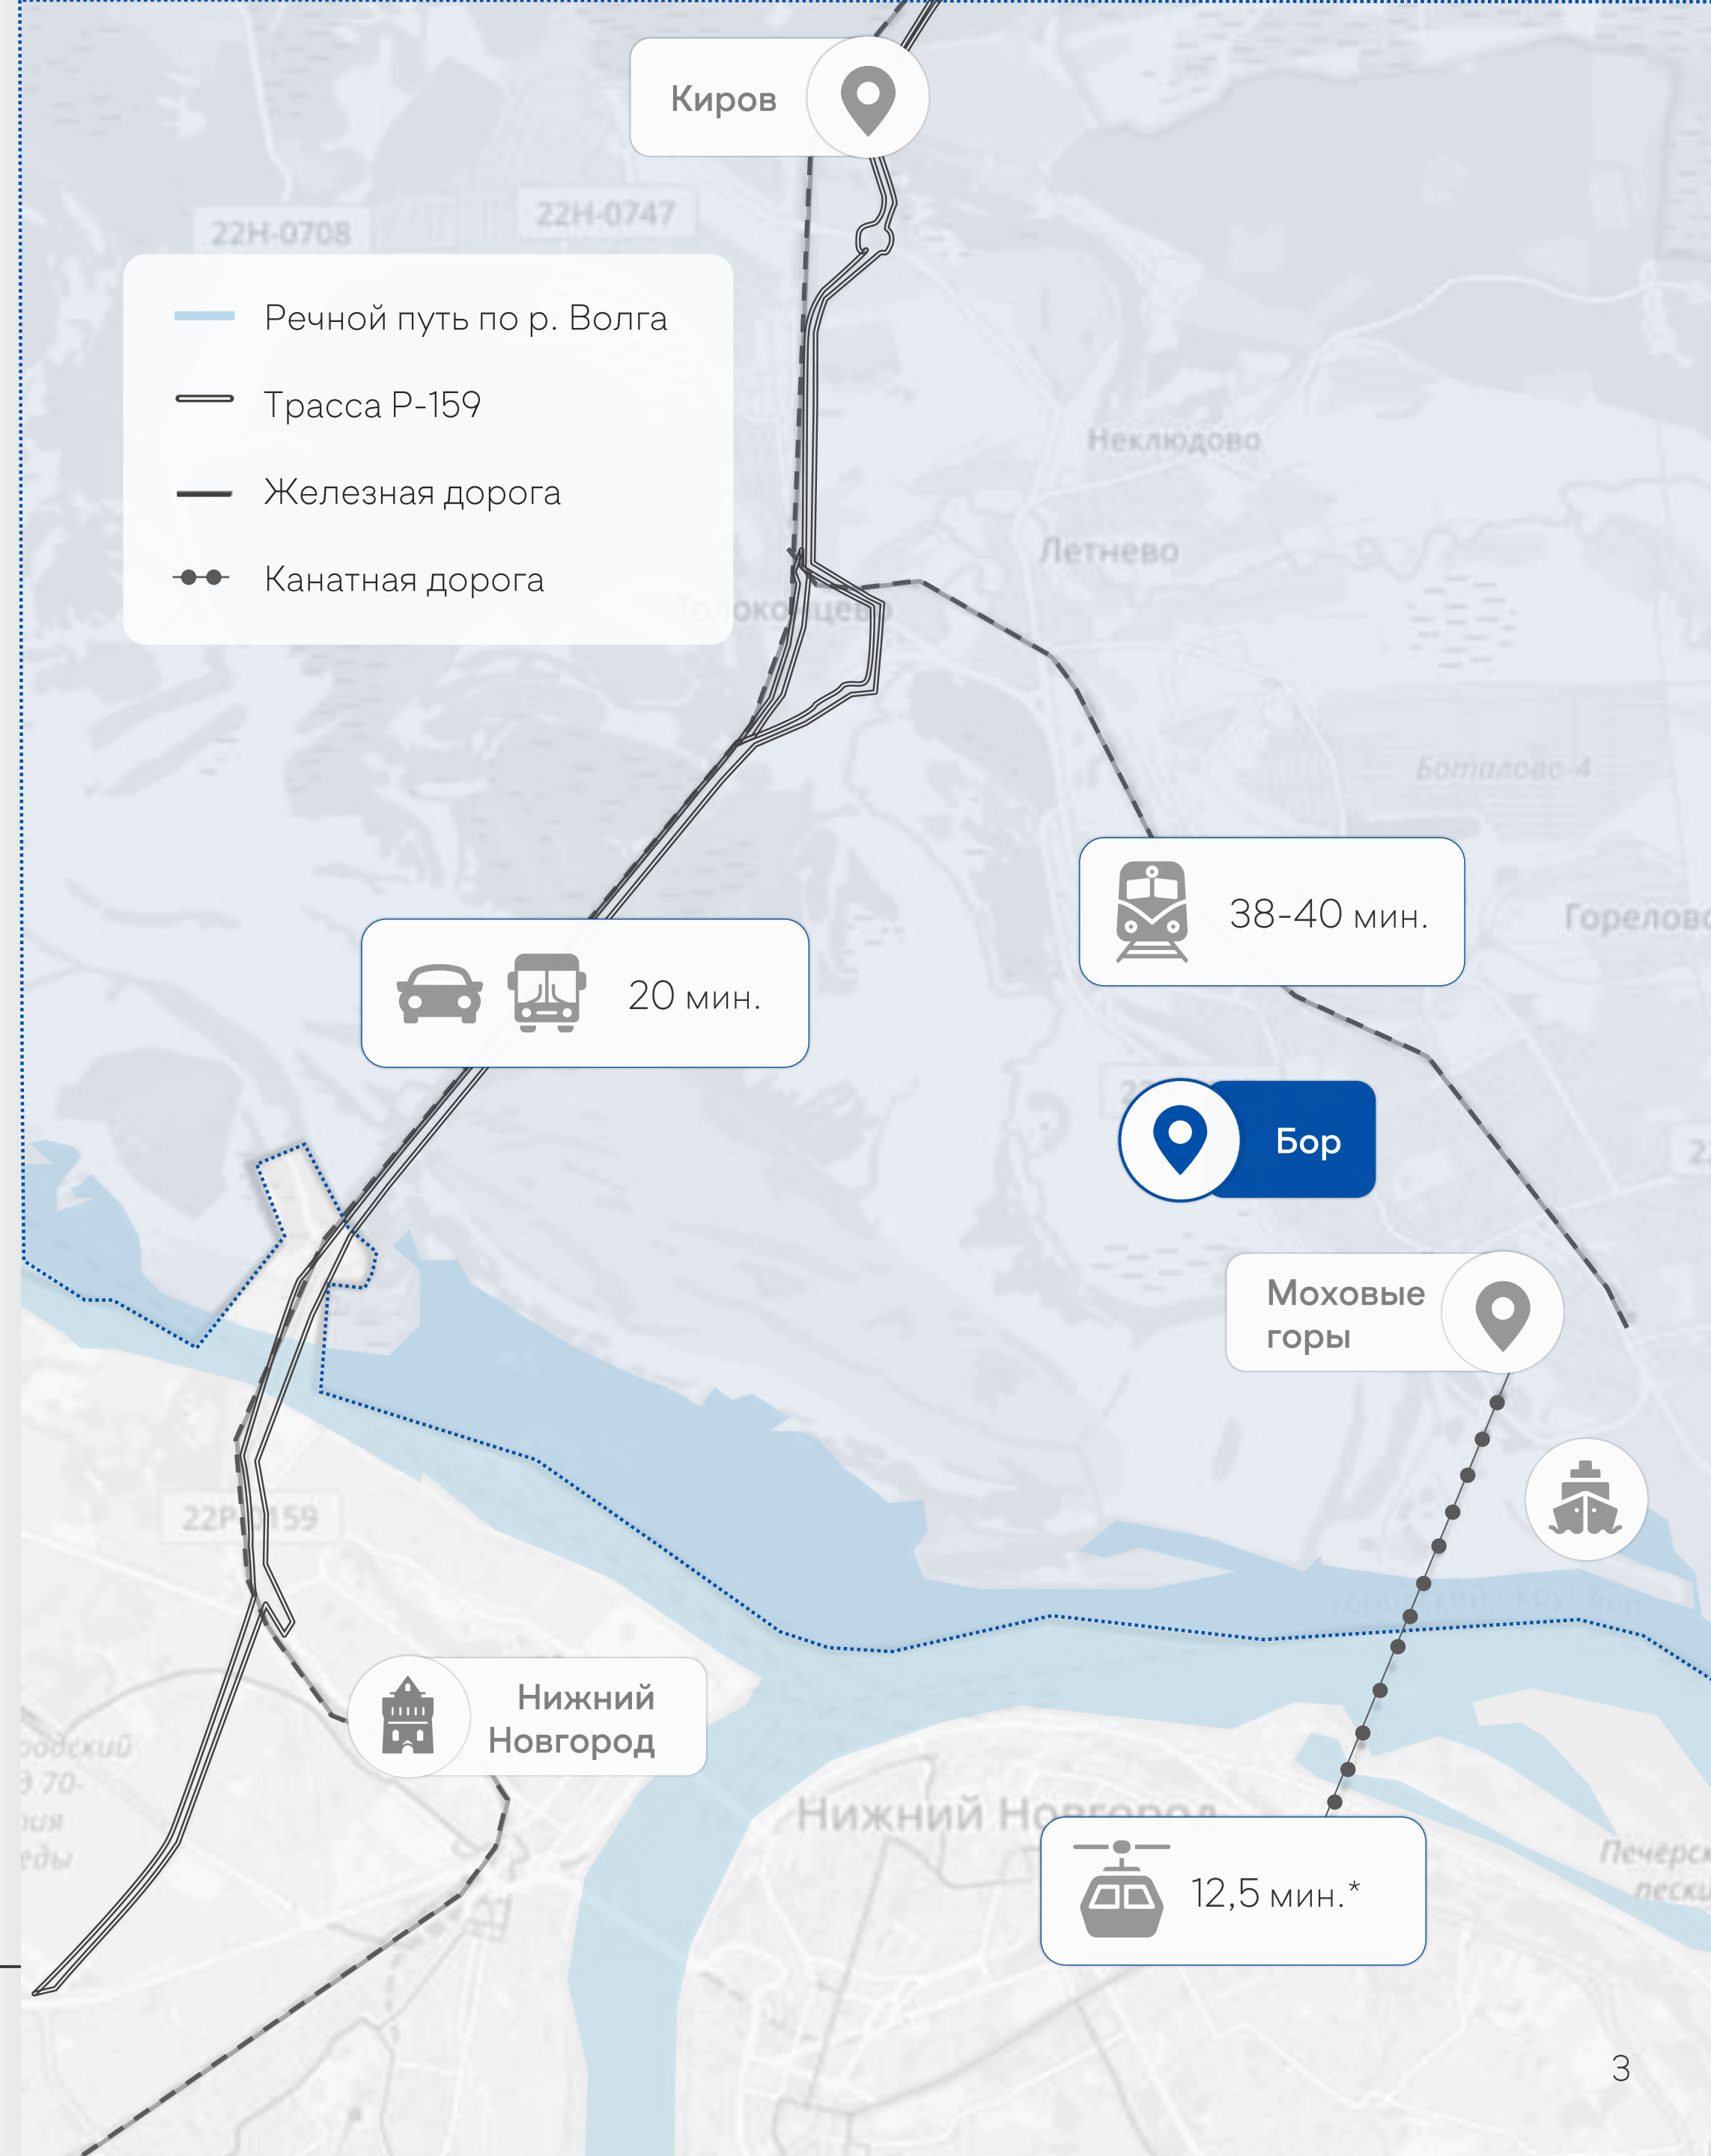 Киров
22Н-0747
22Н-0708
Речной путь по р. Волга
Трасса Р-159
Железная дорога
Канатная дорога
Неклюдово
Летнево
Боталово-4
38-40 мин.
20 мин.
Бор
Моховые
горы
Нижний
Новгород
Нижний Новгород
12,5 мин.*
3